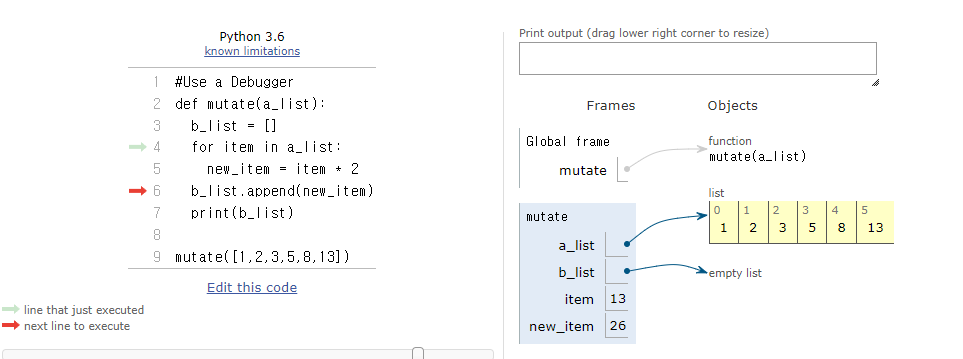 Python 3.6
known limitations
1 #Use a Debugger
2 def mutate(a_list):
3 b_list = []
4 for item in a_list:
5 new_item = item * 2
6 b_list.append(new_item)
7 print(b_list)
8
9 mutate([1,2,3,5,8,13])
Edit this code
line that just executed
next line to execute
Print output (drag lower right corner to resize)
Frames Objects
Global frame
mutate
function
mutate(a_list)
mutate
a_list
b_list
item 13
new_item 26
list
0 1 2 3 4 5
1 2 3 5 8 13
empty list